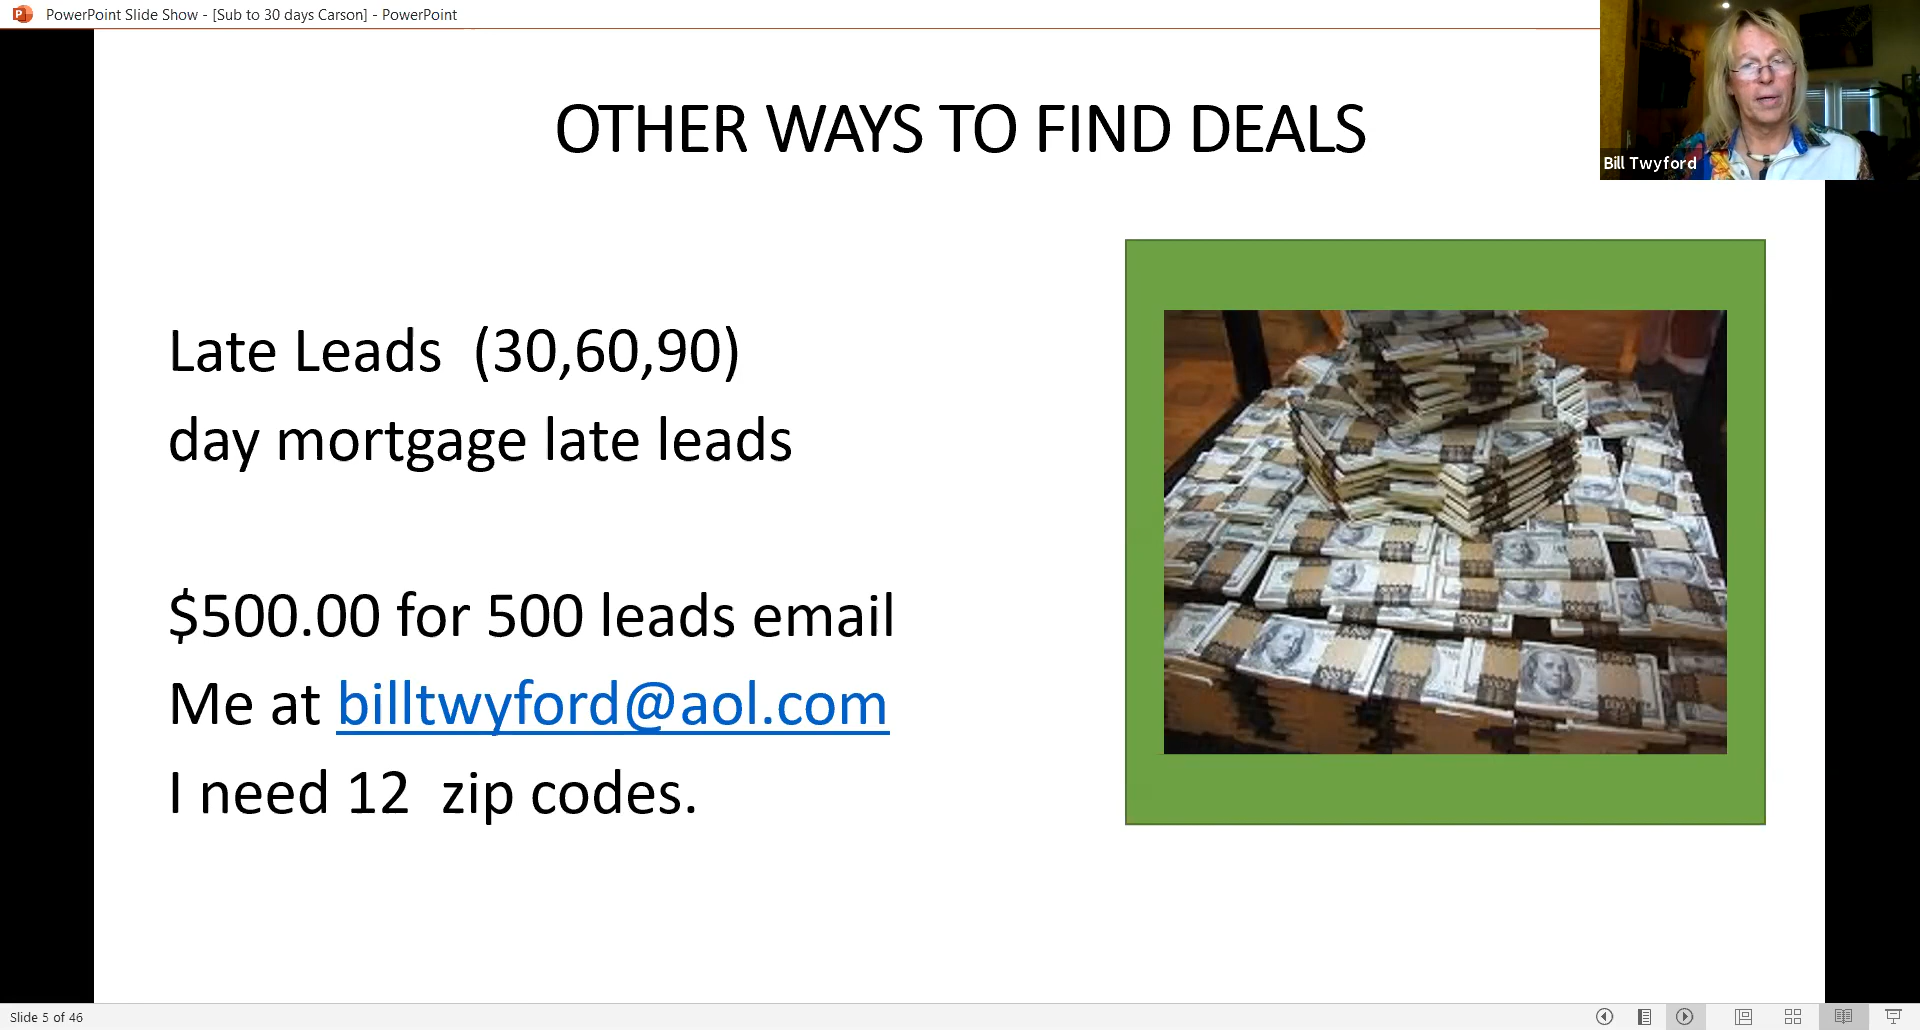 PowerPoint Slide Show - [Sub to 30 days Carson] - PowerPoint
Bill Twyford
OTHER WAYS TO FIND DEALS
Late Leads  (30,60,90)
day mortgage late leads
$500.00 for 500 leads email
Me at billtwyford@aol.com
I need 12  zip codes.
Slide 5 of 46